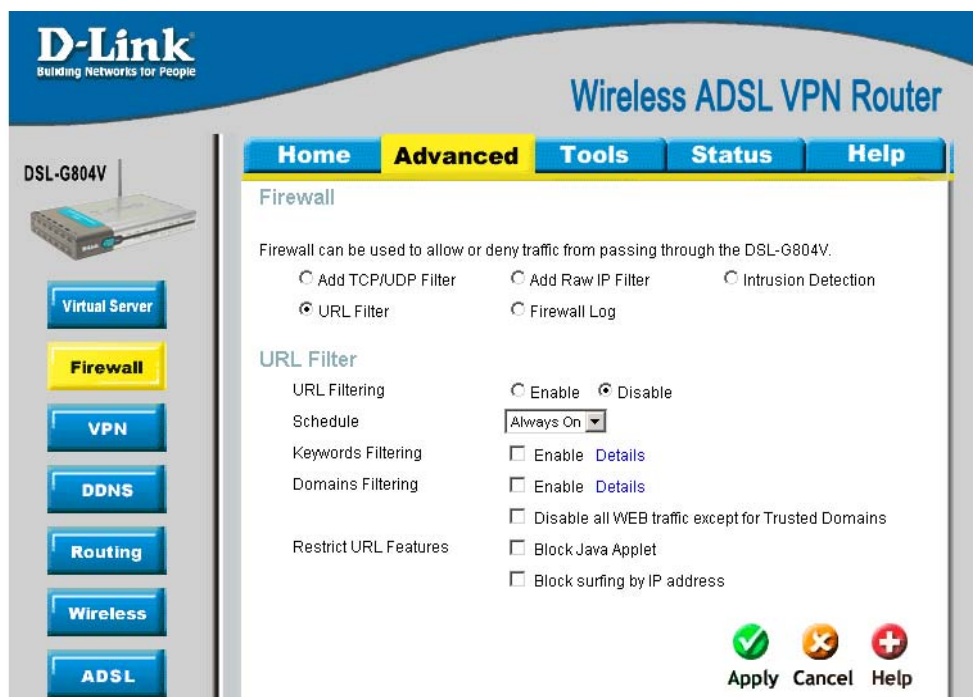 D-Link
Building Networks for People
Wireless ADSL VPN Router
DSL-G804V
Home Advanced Tools Status Help
Firewall
Firewall can be used to allow or deny traffic from passing through the DSL-G804V.
Add TCP/UDP Filter Add Raw IP Filter Intrusion Detection
URL Filter Firewall Log
URL Filter
URL Filtering Enable Disable
Schedule Always On
Keywords Filtering Enable Details
Domains Filtering Enable Details
Disable all WEB traffic except for Trusted Domains
Restrict URL Features Block Java Applet
Block surfing by IP address
Apply Cancel Help
Virtual Server
Firewall
VPN
DDNS
Routing
Wireless
ADSL